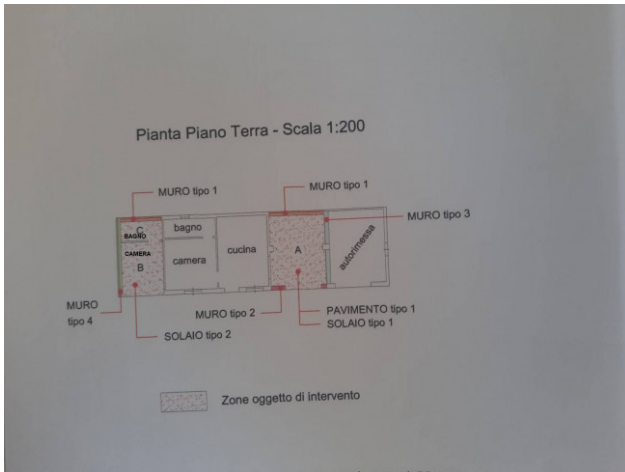 Pianta Piano Terra - Scala 1:200
MURO tipo 1
MURO tipo 1
MURO tipo 3
C
BAGNO
bagno
CAMERA
B
camera
cucina
A
autorimessa
MURO
tipo 4
MURO tipo 2
PAVIMENTO tipo 1
SOLAIO tipo 1
SOLAIO tipo 2
Zone oggetto di intervento